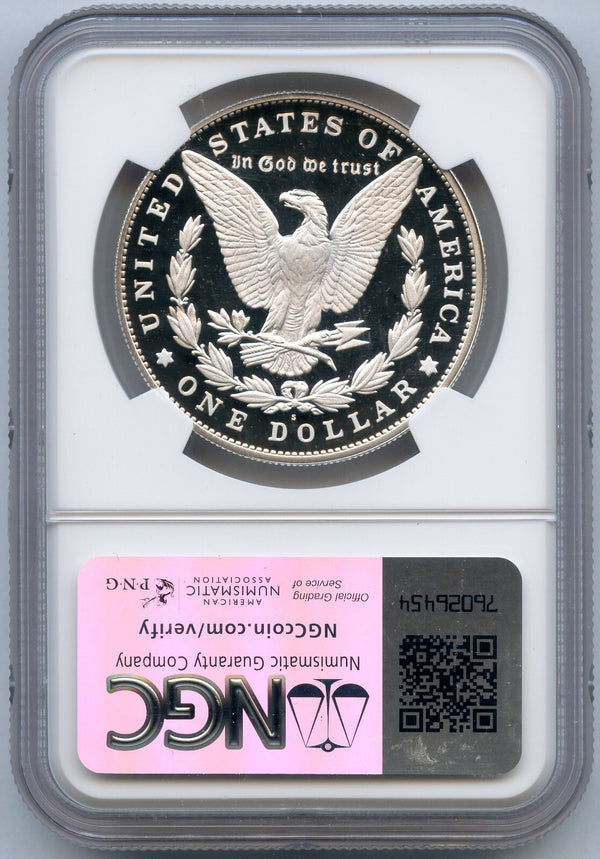 UNITED STATES OF AMERICA
In God we trust
S
ONE DOLLAR
NGC
Numismatic Guaranty Company
NGCcoin.com/verify
AMERICAN
NUMISMATIC
ASSOCIATION
P·N·G
Official Grading
Service of
76026454